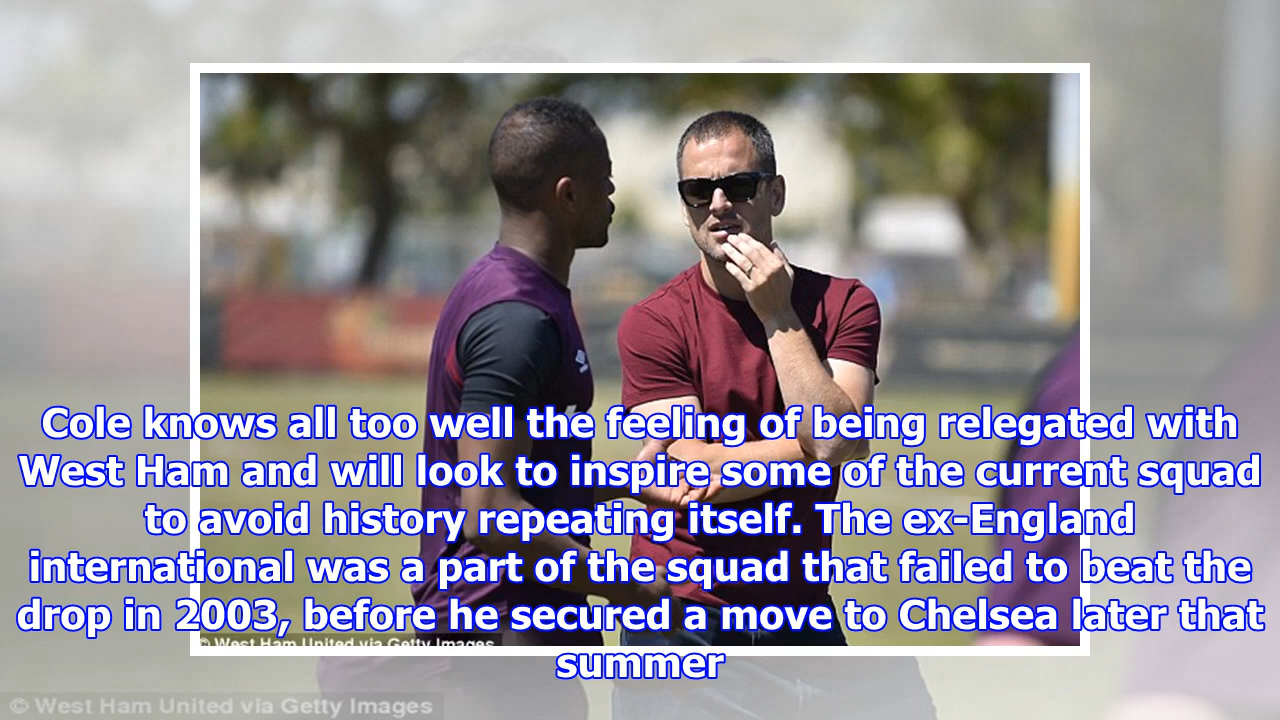 Cole knows all too well the feeling of being relegated with
West Ham and will look to inspire some of the current squad
to avoid history repeating itself. The ex-England
international was a part of the squad that failed to beat the
drop in 2003, before he secured a move to Chelsea later that
© West Ham United via Getty Images
summer
© West Ham United via Getty Images